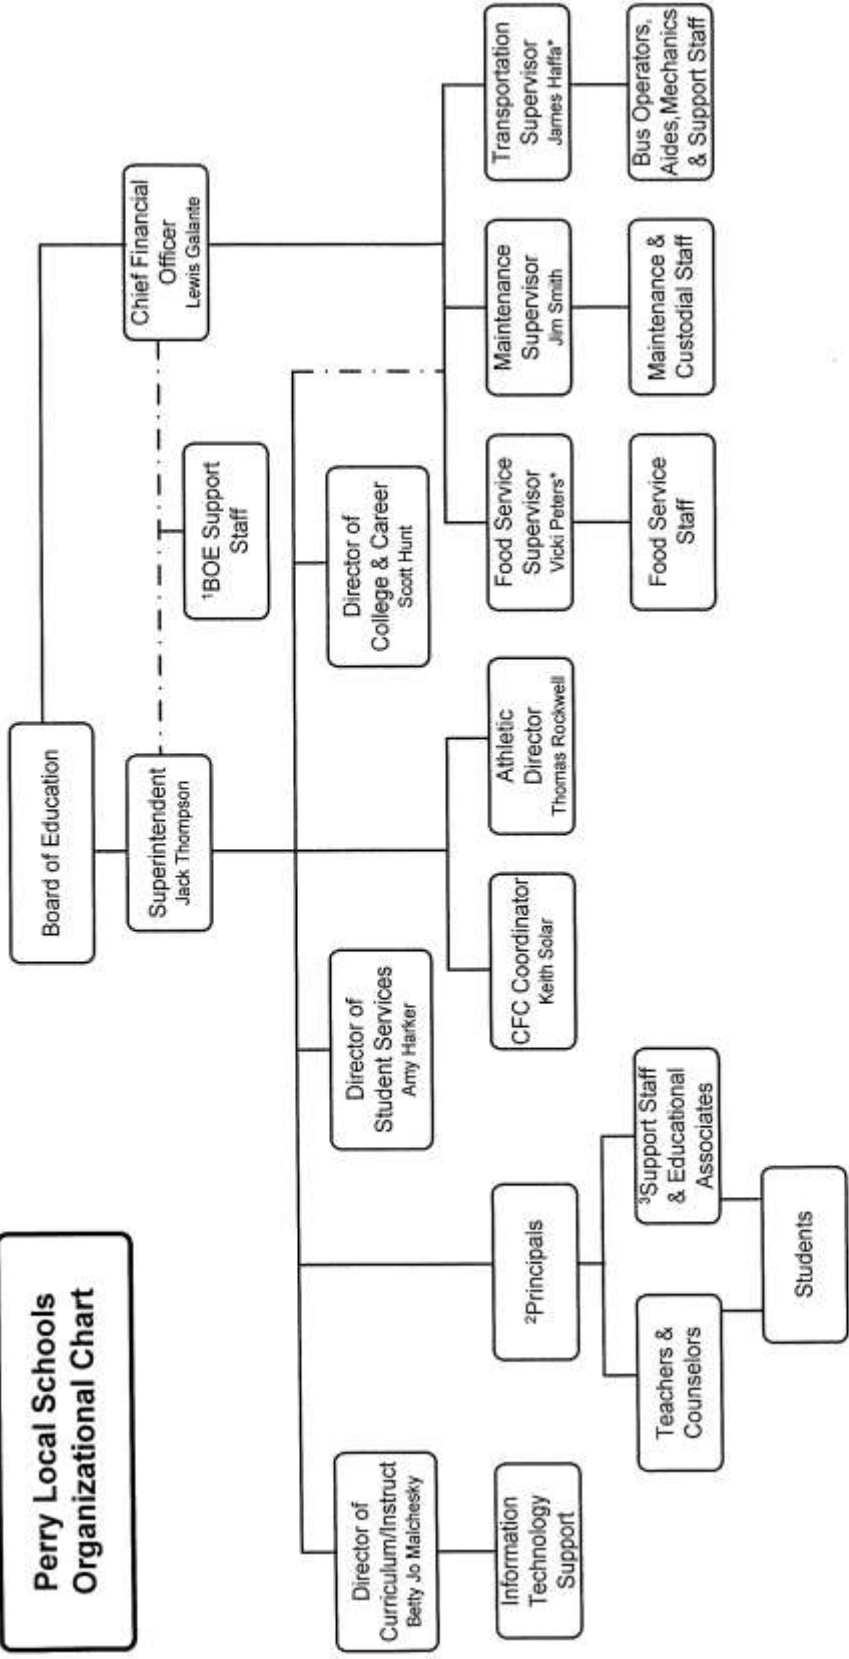 Perry Local Schools
Organizational Chart
Board of Education
Superintendent
Jack Thompson
Chief Financial
Officer
Lewis Galante
¹BOE Support
Staff
Director of
Curriculum/Instruct
Betty Jo Malchesky
Director of
Student Services
Amy Harker
Director of
College & Career
Scott Hunt
Information
Technology
Support
²Principals
CFC Coordinator
Keith Solar
Athletic
Director
Thomas Rockwell
Food Service
Supervisor
Vicki Peters*
Maintenance
Supervisor
Jim Smith
Transportation
Supervisor
James Haffa*
Teachers &
Counselors
³Support Staff
& Educational
Associates
Food Service
Staff
Maintenance &
Custodial Staff
Bus Operators,
Aides,Mechanics
& Support Staff
Students